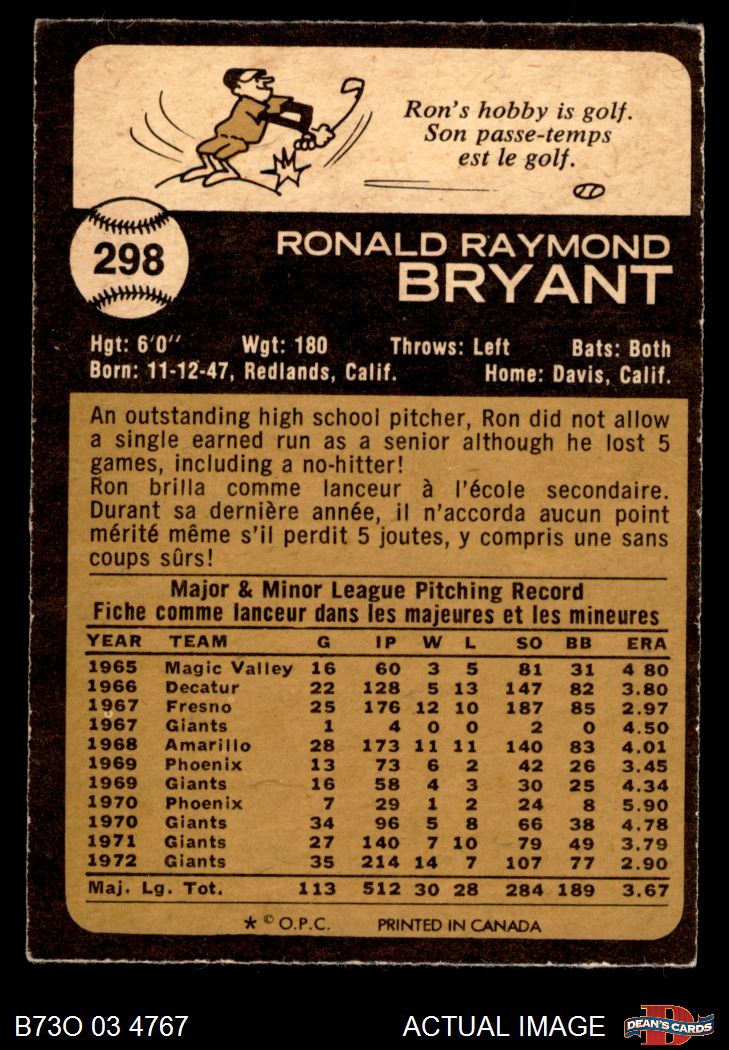 Ron's hobby is golf.
Son passe-temps
est le golf.
298
RONALD RAYMOND
BRYANT
Hgt: 6'0'' Wgt: 180 Throws: Left Bats: Both
Born: 11-12-47, Redlands, Calif. Home: Davis, Calif.
An outstanding high school pitcher, Ron did not allow
a single earned run as a senior although he lost 5
games, including a no-hitter!
Ron brilla comme lanceur à l'école secondaire.
Durant sa dernière année, il n'accorda aucun point
mérité même s'il perdit 5 joutes, y compris une sans
coups sûrs!
Major & Minor League Pitching Record
Fiche comme lanceur dans les majeures et les mineures
YEAR TEAM G IP W L SO BB ERA
1965 Magic Valley 16 60 3 5 81 31 4 80
1966 Decatur 22 128 5 13 147 82 3.80
1967 Fresno 25 176 12 10 187 85 2.97
1967 Giants 1 4 0 0 2 0 4.50
1968 Amarillo 28 173 11 11 140 83 4.01
1969 Phoenix 13 73 6 2 42 26 3.45
1969 Giants 16 58 4 3 30 25 4.34
1970 Phoenix 7 29 1 2 24 8 5.90
1970 Giants 34 96 5 8 66 38 4.78
1971 Giants 27 140 7 10 79 49 3.79
1972 Giants 35 214 14 7 107 77 2.90
Maj. Lg. Tot. 113 512 30 28 284 189 3.67
* © O.P.C. PRINTED IN CANADA
B73O 03 4767 ACTUAL IMAGE D DEAN'S CARDS